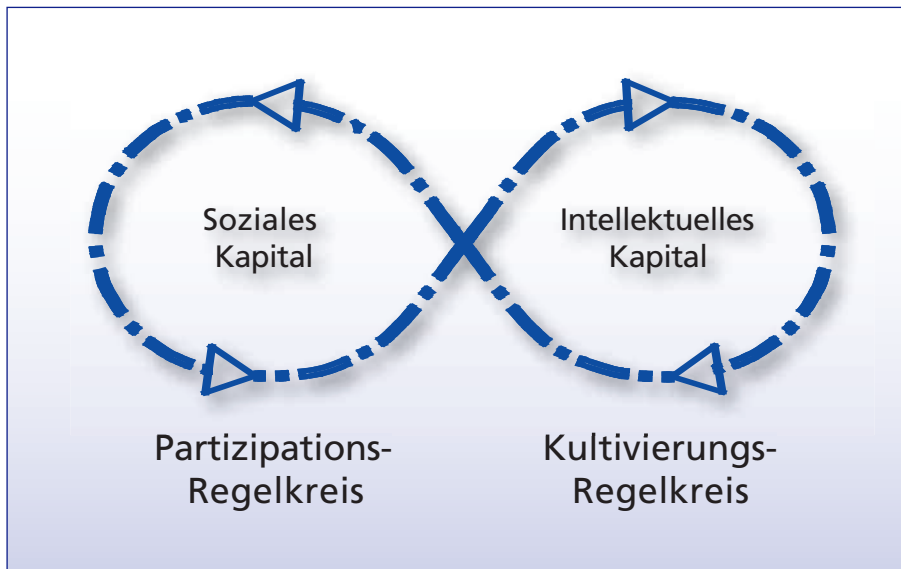 Soziales
Kapital
Intellektuelles
Kapital
Partizipations-
Regelkreis
Kultivierungs-
Regelkreis